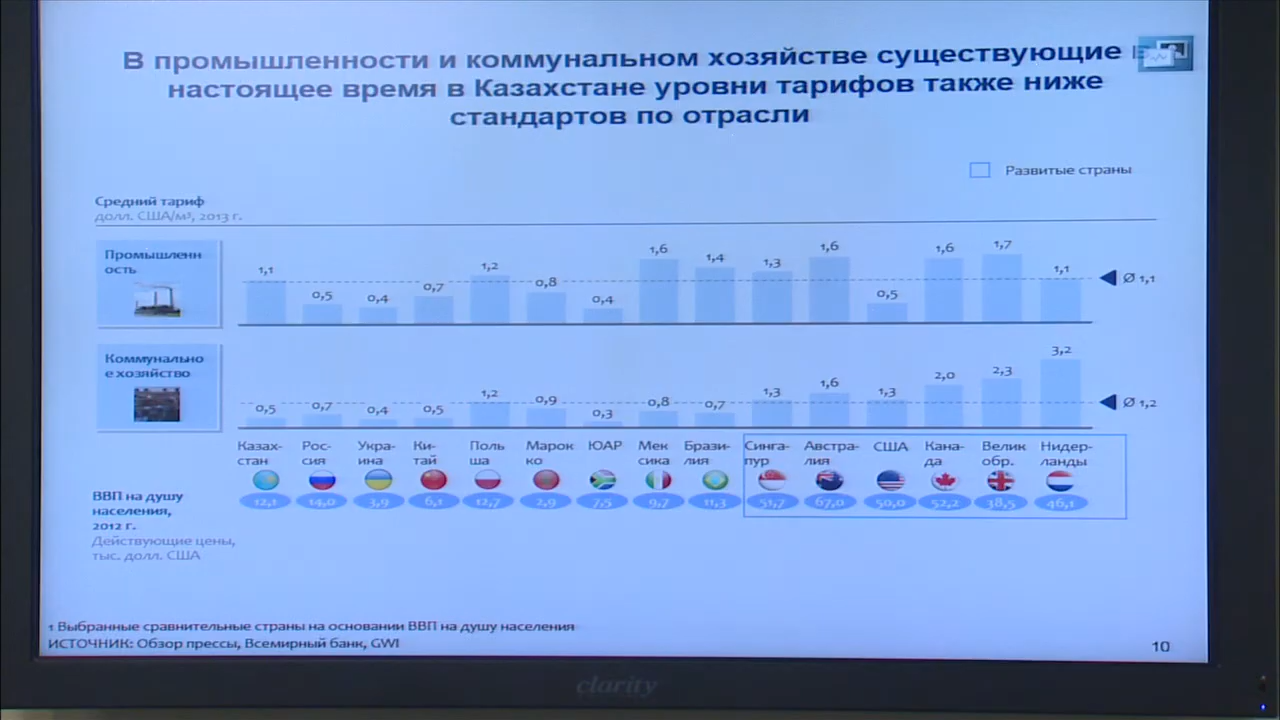 В промышленности и коммунальном хозяйстве существующие в
настоящее время в Казахстане уровни тарифов также ниже
стандартов по отрасли
Развитые страны
Средний тариф
долл. США/м³, 2013 г.
Промышленн
ость
1,1 0,5 0,4 0,7 1,2 0,8 0,4 1,6 1,4 1,3 1,6 0,5 1,6 1,7 1,1 Ø 1,1
Коммунально
е хозяйство
0,5 0,7 0,4 0,5 1,2 0,9 0,3 0,8 0,7 1,3 1,6 1,3 2,0 2,3 3,2 Ø 1,2
Казах- Рос- Укра- Ки- Поль Марок ЮАР Мек Брази- Синга- Австра- США Кана- Велик Нидер-
стан сия ина тай ша ко сика лия пур лия да обр. ланды
ВВП на душу
населения,
2012 г.
12,1 14,0 3,9 6,1 12,7 2,9 7,5 9,7 11,3 51,7 67,0 50,0 52,2 38,5 46,1
Действующие цены,
тыс. долл. США
1 Выбранные сравнительные страны на основании ВВП на душу населения
ИСТОЧНИК: Обзор прессы, Всемирный банк, GWI
10
clarity